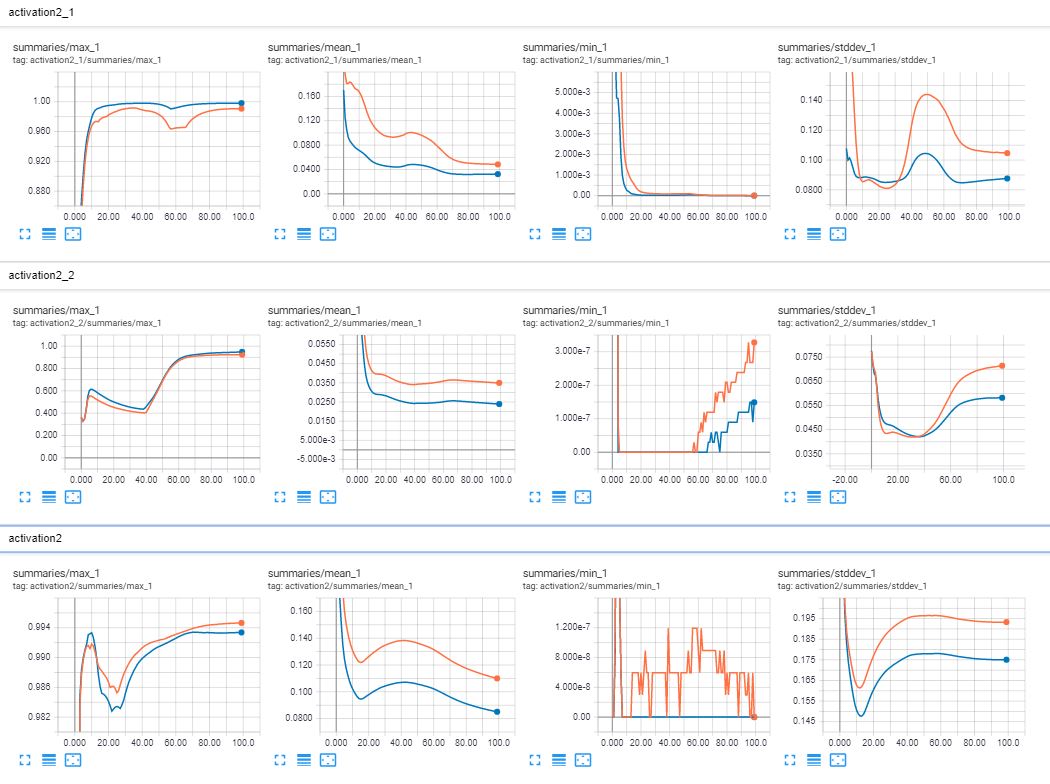 activation2_1
summaries/max_1 summaries/mean_1 summaries/min_1 summaries/stddev_1
tag: activation2_1/summaries/max_1 tag: activation2_1/summaries/mean_1 tag: activation2_1/summaries/min_1 tag: activation2_1/summaries/stddev_1
1.00
0.960
0.920
0.880
0.000 20.00 40.00 60.00 80.00 100.0
0.160
0.120
0.0800
0.0400
0.00
0.000 20.00 40.00 60.00 80.00 100.0
5.000e-3
4.000e-3
3.000e-3
2.000e-3
1.000e-3
0.00
0.000 20.00 40.00 60.00 80.00 100.0
0.140
0.120
0.100
0.0800
0.000 20.00 40.00 60.00 80.00 100.0
activation2_2
summaries/max_1 summaries/mean_1 summaries/min_1 summaries/stddev_1
tag: activation2_2/summaries/max_1 tag: activation2_2/summaries/mean_1 tag: activation2_2/summaries/min_1 tag: activation2_2/summaries/stddev_1
1.00
0.800
0.600
0.400
0.200
0.00
0.000 20.00 40.00 60.00 80.00 100.0
0.0550
0.0450
0.0350
0.0250
0.0150
5.000e-3
-5.000e-3
0.000 20.00 40.00 60.00 80.00 100.0
3.000e-7
2.000e-7
1.000e-7
0.00
0.000 20.00 40.00 60.00 80.00 100.0
0.0750
0.0650
0.0550
0.0450
0.0350
-20.00 20.00 60.00 100.0
activation2
summaries/max_1 summaries/mean_1 summaries/min_1 summaries/stddev_1
tag: activation2/summaries/max_1 tag: activation2/summaries/mean_1 tag: activation2/summaries/min_1 tag: activation2/summaries/stddev_1
0.994
0.990
0.986
0.982
0.000 20.00 40.00 60.00 80.00 100.0
0.160
0.140
0.120
0.100
0.0800
0.000 20.00 40.00 60.00 80.00 100.0
1.200e-7
8.000e-8
4.000e-8
0.00
0.000 20.00 40.00 60.00 80.00 100.0
0.195
0.185
0.175
0.165
0.155
0.145
0.000 20.00 40.00 60.00 80.00 100.0